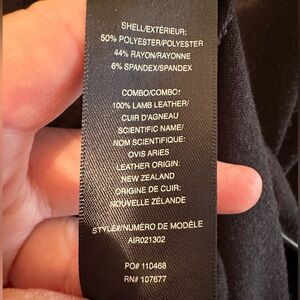 SHELL/EXTÉRIEUR:
50% POLYESTER/POLYESTER
44% RAYON/RAYONNE
6% SPANDEX/SPANDEX
COMBO/COMBO:
100% LAMB LEATHER/
CUIR D'AGNEAU
SCIENTIFIC NAME/
NOM SCIENTIFIQUE:
OVIS ARIES
LEATHER ORIGIN:
NEW ZEALAND
ORIGINE DE CUIR:
NOUVELLE ZÉLANDE
STYLE#/NUMÉRO DE MODÈLE
AIR021302
PO# 110468
RN# 107677